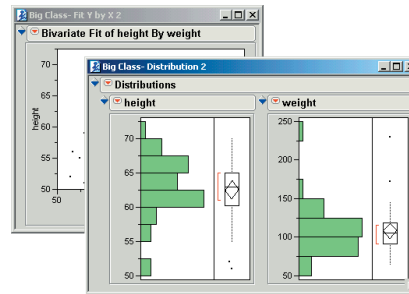 Big Class- Fit Y by X 2
Bivariate Fit of height By weight
70
65
60
55
50
height
50
Big Class- Distribution 2
Distributions
height
weight
70
65
60
55
50
250
200
150
100
50